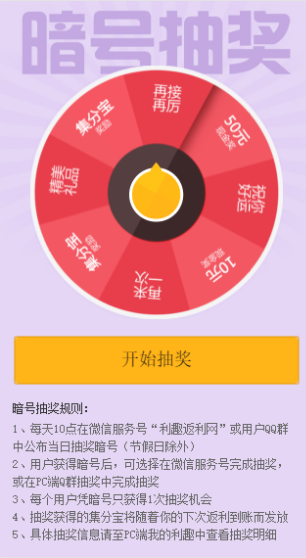 暗号抽奖
再接
再厉
50元
现金奖
祝你
好运
10元
现金奖
再来
一次
集分宝
奖励
精美
礼品
集分宝
奖励
开始抽奖
暗号抽奖规则:
1、每天10点在微信服务号“利趣返利网”或用户QQ群
中公布当日抽奖暗号（节假日除外）
2、用户获得暗号后，可选择在微信服务号完成抽奖，
或在PC端Q群抽奖中完成抽奖
3、每个用户凭暗号只获得1次抽奖机会
4、抽奖获得的集分宝将随着你的下次返利到账而发放
5、具体抽奖信息请至PC端我的利趣中查看抽奖明细